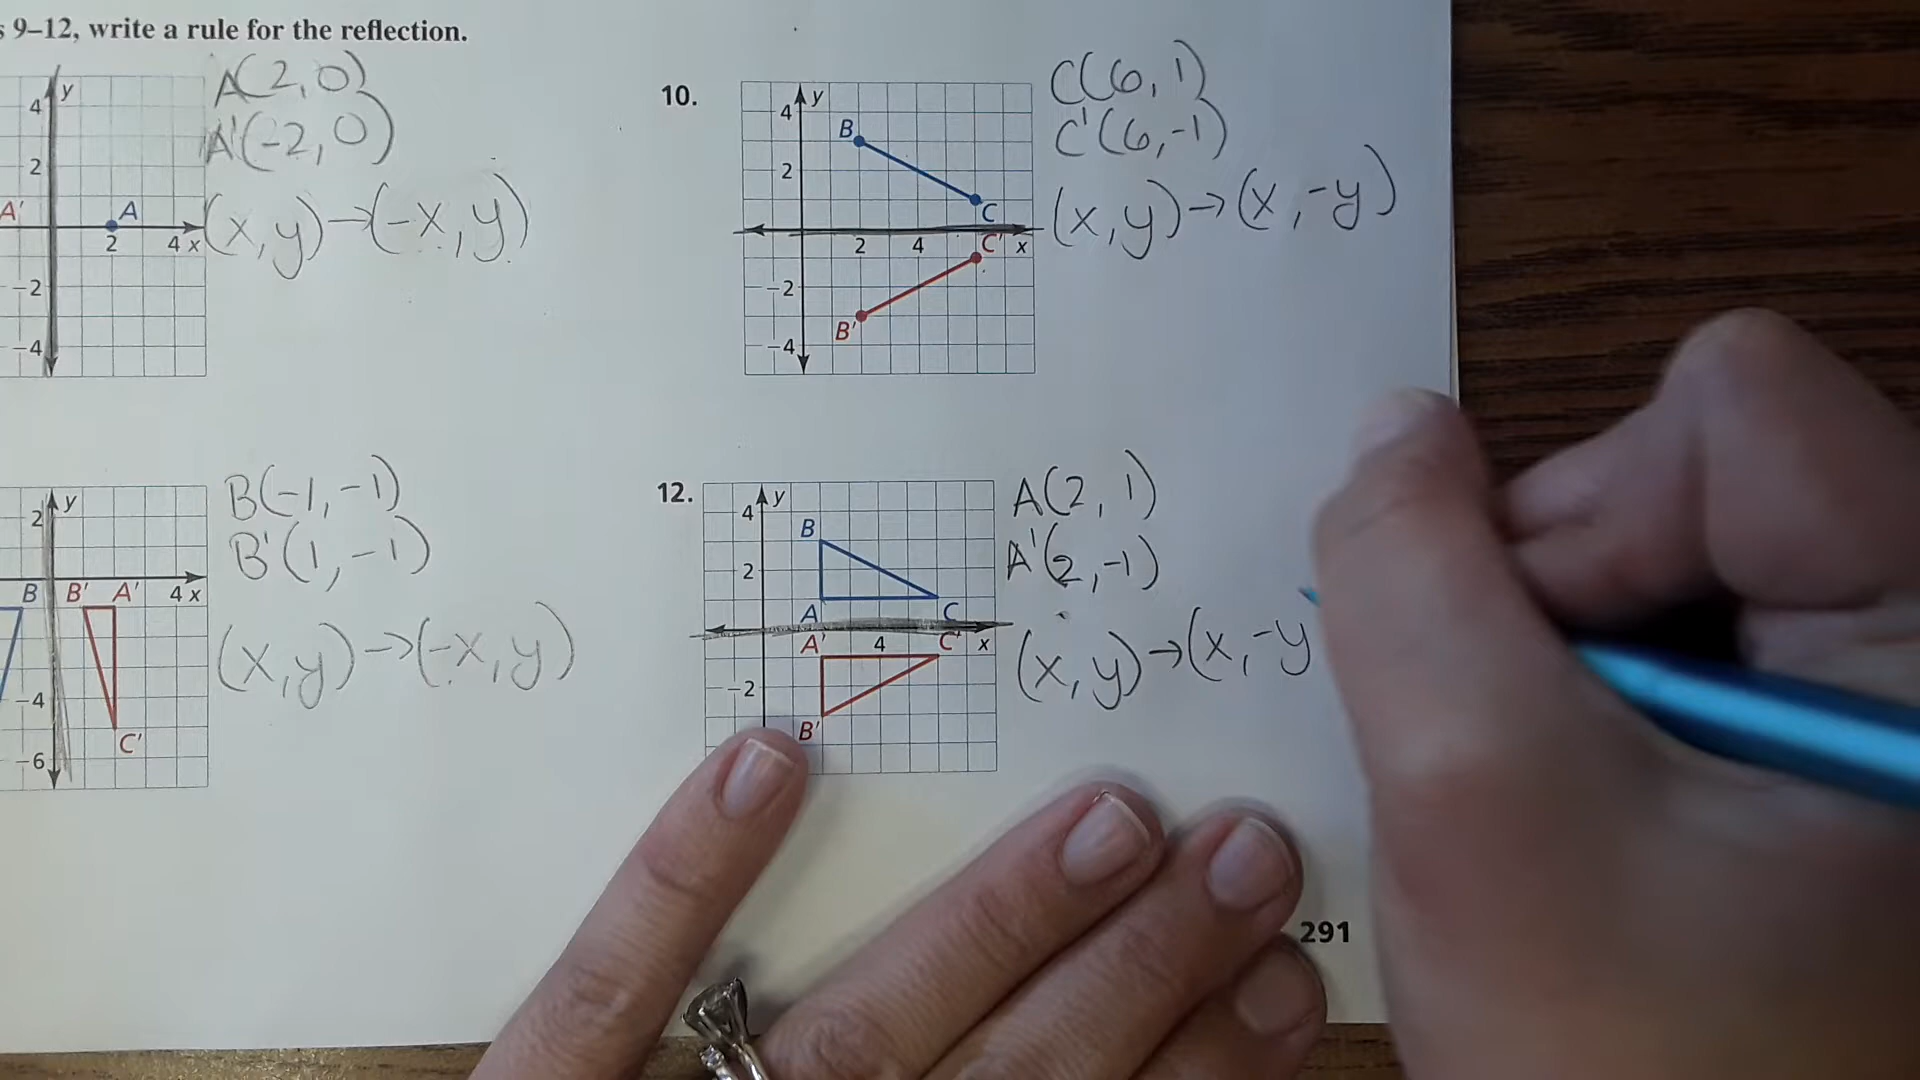 s 9–12, write a rule for the reflection.
y
4
2
A' A
2 4 x
−2
−4
A(2,0)
A'(-2,0)
(x,y)→(-x,y)
10.
y
4
B
2
C
2 4 C' x
−2
B'
−4
C(6,1)
C'(6,-1)
(x,y)→(x,-y)
y
2
B B' A' 4 x
−4
C'
−6
B(-1,-1)
B'(1,-1)
(x,y)→(-x,y)
12.
y
4
B
2
A C
A' 4 C' x
−2
B'
A(2,1)
A'(2,-1)
(x,y)→(x,-y
291